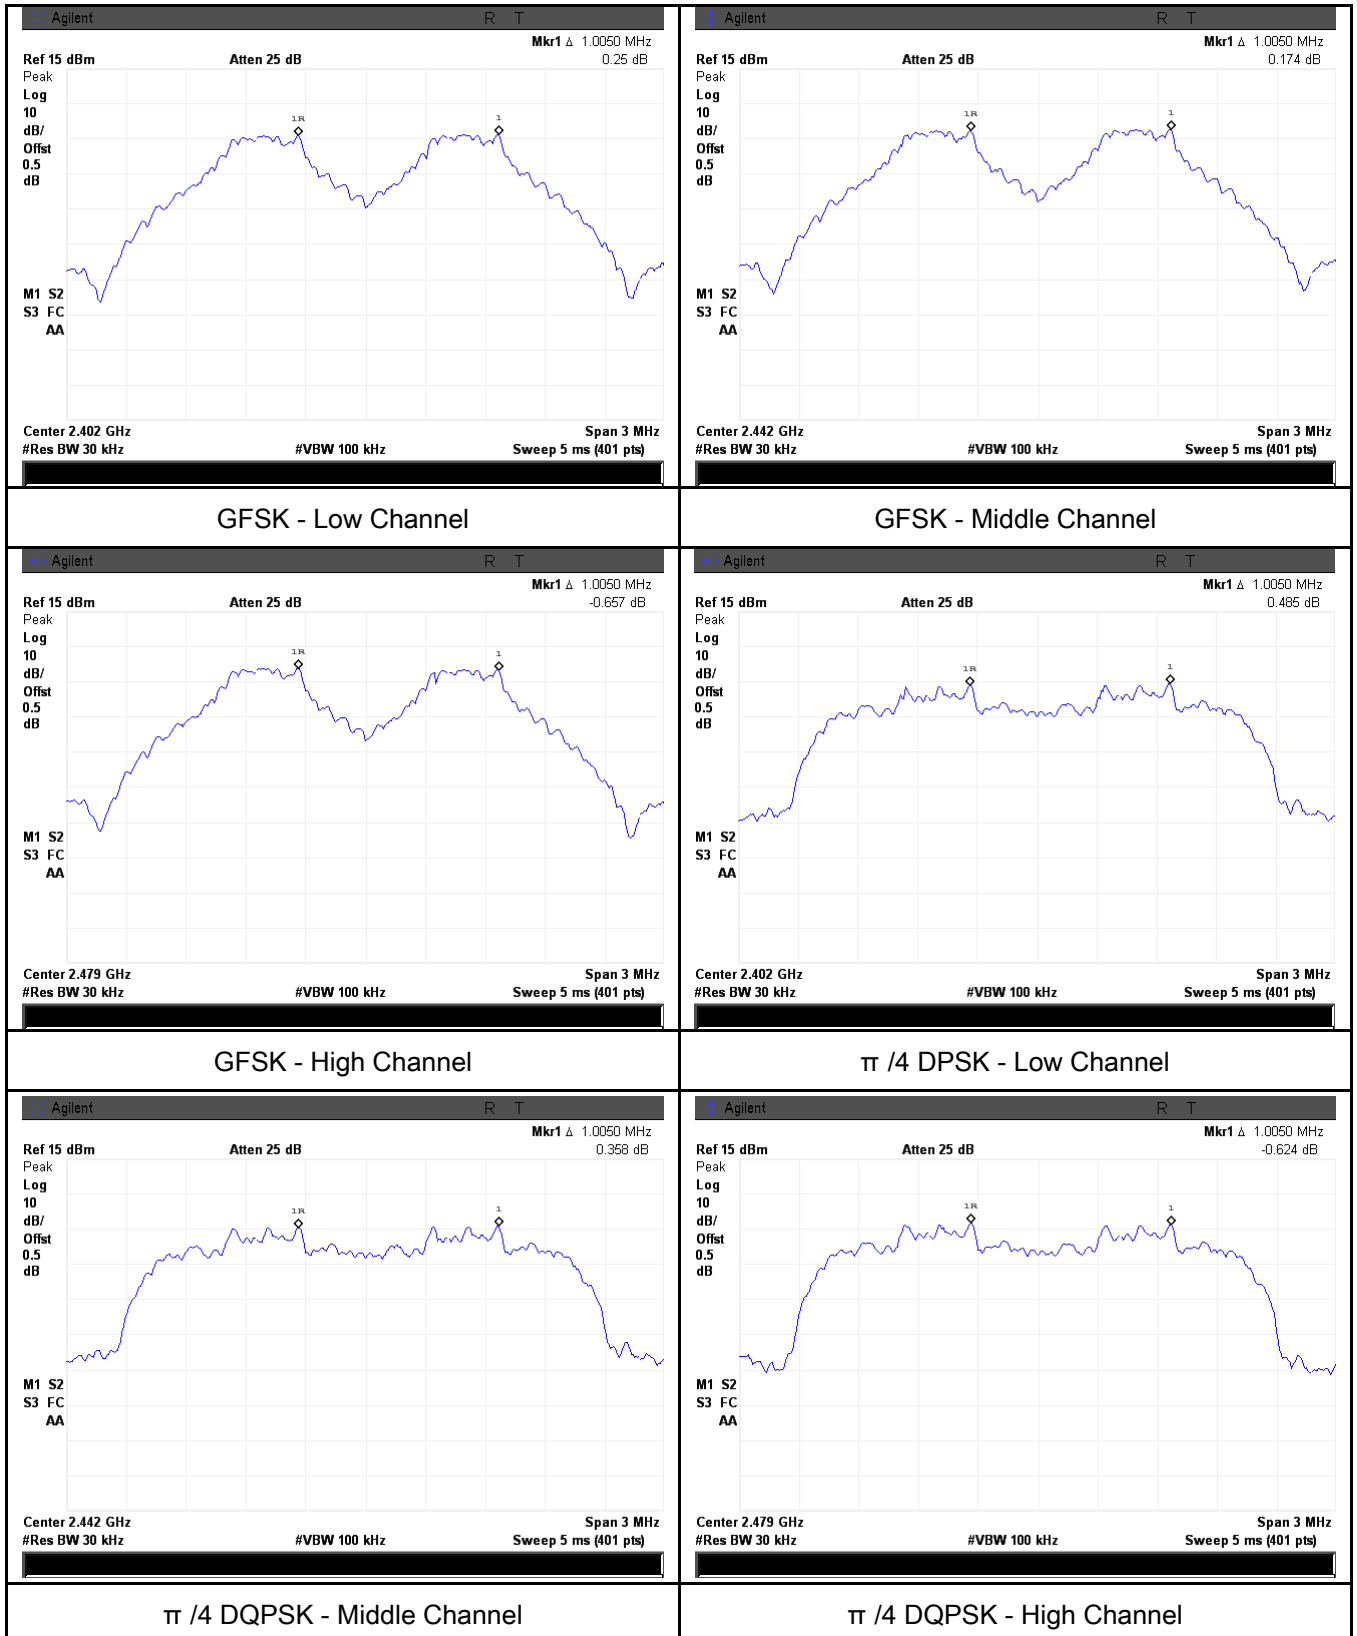 Agilent R T
Mkr1 Δ 1.0050 MHz
Ref 15 dBm Atten 25 dB 0.25 dB
Peak
Log
10
dB/
Offst
0.5
dB
1R 1
M1 S2
S3 FC
AA
Center 2.402 GHz Span 3 MHz
#Res BW 30 kHz #VBW 100 kHz Sweep 5 ms (401 pts)
GFSK - Low Channel
Agilent R T
Mkr1 Δ 1.0050 MHz
Ref 15 dBm Atten 25 dB 0.174 dB
Peak
Log
10
dB/
Offst
0.5
dB
1R 1
M1 S2
S3 FC
AA
Center 2.442 GHz Span 3 MHz
#Res BW 30 kHz #VBW 100 kHz Sweep 5 ms (401 pts)
GFSK - Middle Channel
Agilent R T
Mkr1 Δ 1.0050 MHz
Ref 15 dBm Atten 25 dB -0.657 dB
Peak
Log
10
dB/
Offst
0.5
dB
1R 1
M1 S2
S3 FC
AA
Center 2.479 GHz Span 3 MHz
#Res BW 30 kHz #VBW 100 kHz Sweep 5 ms (401 pts)
GFSK - High Channel
Agilent R T
Mkr1 Δ 1.0050 MHz
Ref 15 dBm Atten 25 dB 0.485 dB
Peak
Log
10
dB/
Offst
0.5
dB
1R 1
M1 S2
S3 FC
AA
Center 2.402 GHz Span 3 MHz
#Res BW 30 kHz #VBW 100 kHz Sweep 5 ms (401 pts)
π /4 DPSK - Low Channel
Agilent R T
Mkr1 Δ 1.0050 MHz
Ref 15 dBm Atten 25 dB 0.358 dB
Peak
Log
10
dB/
Offst
0.5
dB
1R 1
M1 S2
S3 FC
AA
Center 2.442 GHz Span 3 MHz
#Res BW 30 kHz #VBW 100 kHz Sweep 5 ms (401 pts)
π /4 DQPSK - Middle Channel
Agilent R T
Mkr1 Δ 1.0050 MHz
Ref 15 dBm Atten 25 dB -0.624 dB
Peak
Log
10
dB/
Offst
0.5
dB
1R 1
M1 S2
S3 FC
AA
Center 2.479 GHz Span 3 MHz
#Res BW 30 kHz #VBW 100 kHz Sweep 5 ms (401 pts)
π /4 DQPSK - High Channel